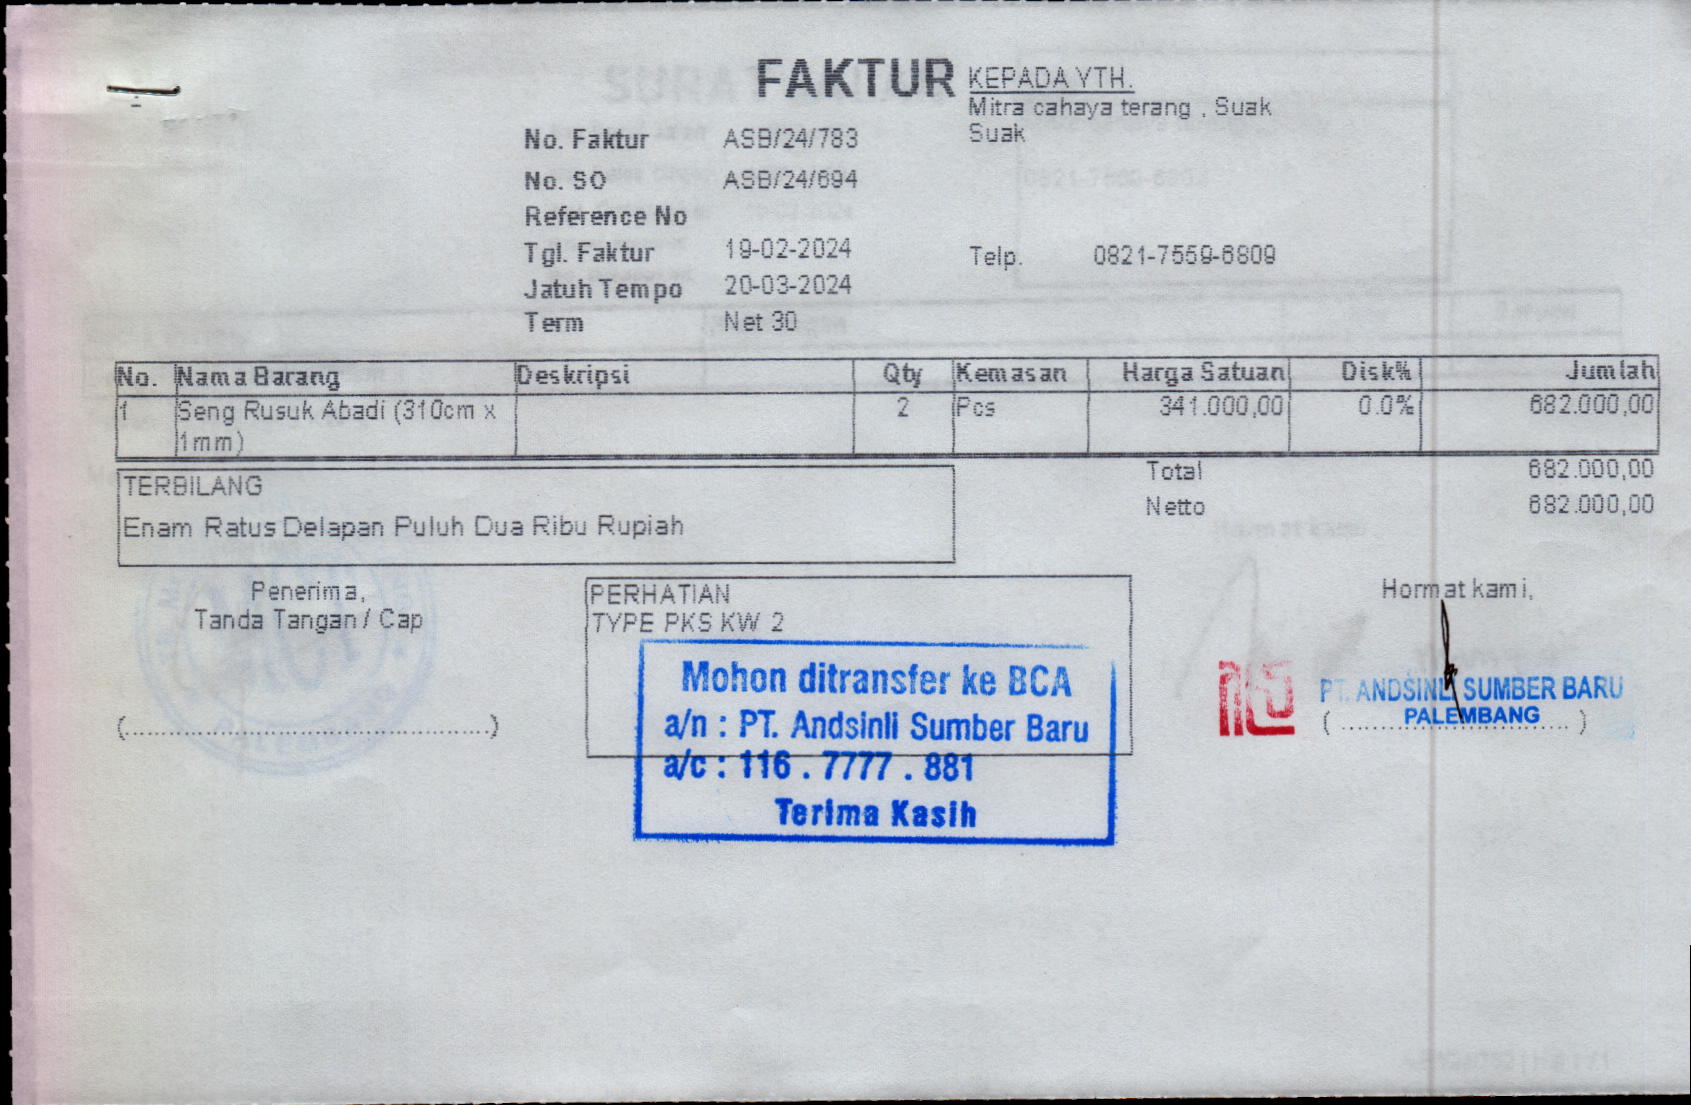 FAKTUR
KEPADA YTH.
Mitra cahaya terang , Suak
Suak
No. Faktur ASB/24/783
No. SO ASB/24/694
Reference No
Tgl. Faktur 19-02-2024
Telp. 0821-7559-6809
Jatuh Tempo 20-03-2024
Term Net 30
No. Nama Barang Deskripsi Qty Kemasan Harga Satuan Disk% Jumlah
1 Seng Rusuk Abadi (310cm x 2 Pcs 341.000,00 0.0% 682.000,00
1mm)
Total 682.000,00
TERBILANG
Netto 682.000,00
Enam Ratus Delapan Puluh Dua Ribu Rupiah
Penerima,
Tanda Tangan / Cap
(........................................)
PERHATIAN
TYPE PKS KW 2
Mohon ditransfer ke BCA
a/n : PT. Andsinli Sumber Baru
a/c : 116 . 7777 . 881
Terima Kasih
Hormat kami,
PT. ANDSINLI SUMBER BARU
PALEMBANG
(............................)